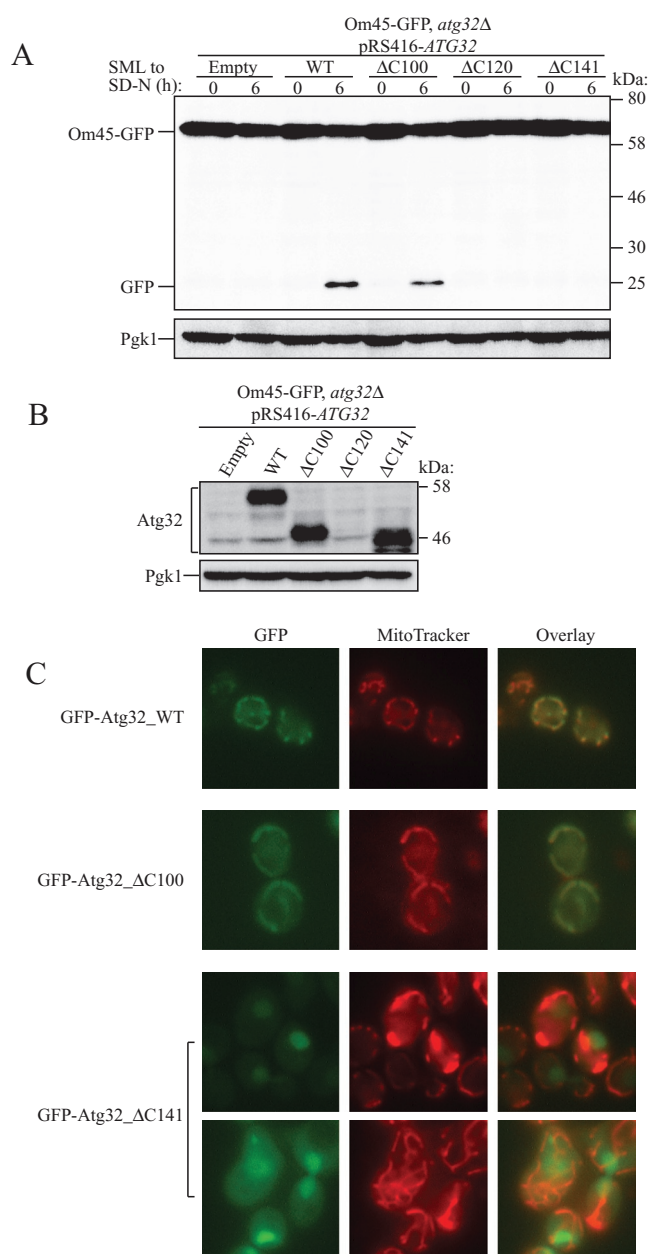 A
Om45-GFP, atg32Δ
pRS416-ATG32
SML to Empty WT ΔC100 ΔC120 ΔC141
SD-N (h): 0 6 0 6 0 6 0 6 0 6 kDa:
80
Om45-GFP
58
46
30
GFP 25
Pgk1
B
Om45-GFP, atg32Δ
pRS416-ATG32
Empty WT ΔC100 ΔC120 ΔC141
kDa:
58
Atg32
46
Pgk1
C
GFP MitoTracker Overlay
GFP-Atg32_WT
GFP-Atg32_ΔC100
GFP-Atg32_ΔC141